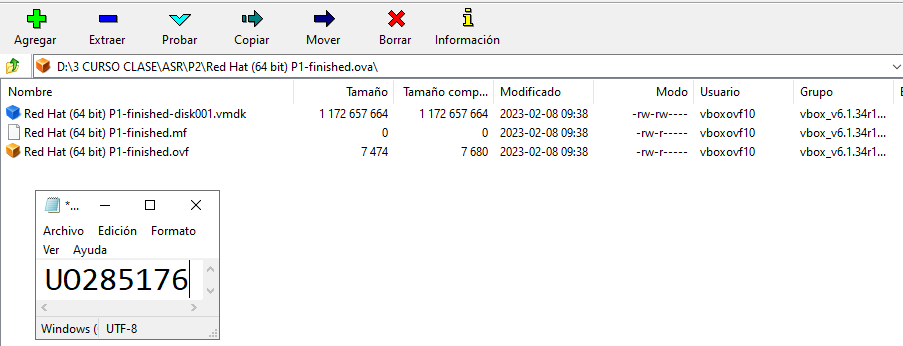 Agregar Extraer Probar Copiar Mover Borrar Información
D:\3 CURSO CLASE\ASR\P2\Red Hat (64 bit) P1-finished.ova\
Nombre Tamaño Tamaño comp... Modificado Modo Usuario Grupo E
Red Hat (64 bit) P1-finished-disk001.vmdk 1 172 657 664 1 172 657 664 2023-02-08 09:38 -rw-rw---- vboxovf10 vbox_v6.1.34r1...
Red Hat (64 bit) P1-finished.mf 0 0 2023-02-08 09:38 -rw-r----- vboxovf10 vbox_v6.1.34r1...
Red Hat (64 bit) P1-finished.ovf 7 474 7 680 2023-02-08 09:38 -rw-r----- vboxovf10 vbox_v6.1.34r1...
*...
Archivo Edición Formato
Ver Ayuda
UO285176
Windows ( UTF-8